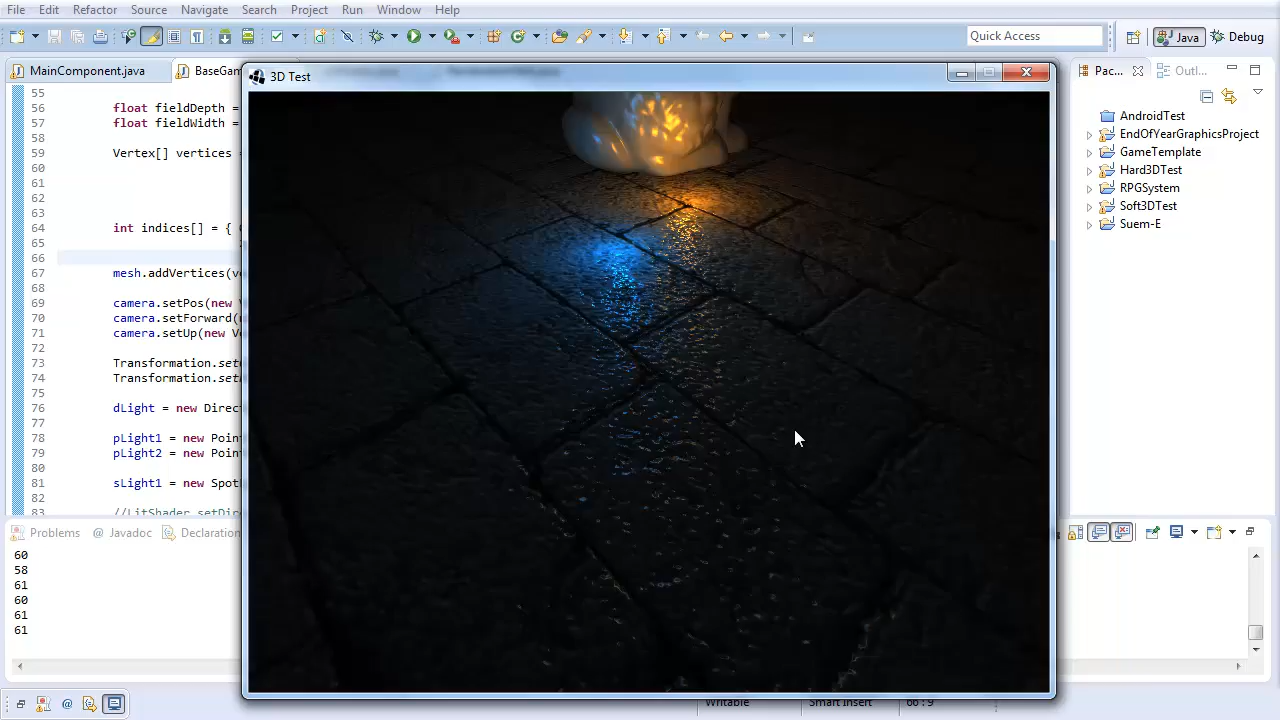 File Edit Refactor Source Navigate Search Project Run Window Help
Quick Access
Java
Debug
MainComponent.java
BaseGam
3D Test
Pac...
Outl...
55
56 float fieldDepth =
57 float fieldWidth =
58
59 Vertex[] vertices =
60
61
62
63
64 int indices[] = {
65
66
67 mesh.addVertices(ve
68
69 camera.setPos(new V
70 camera.setForward(
71 camera.setUp(new Ve
72
73 Transformation.set
74 Transformation.set
75
76 dLight = new Direc
77
78 pLight1 = new Poin
79 pLight2 = new Poin
80
81 sLight1 = new Spot
82
83 //LitShader.setDir
AndroidTest
EndOfYearGraphicsProject
GameTemplate
Hard3DTest
RPGSystem
Soft3DTest
Suem-E
Problems @ Javadoc Declaration
60
58
61
60
61
61
Writable
Smart Insert
66 : 9